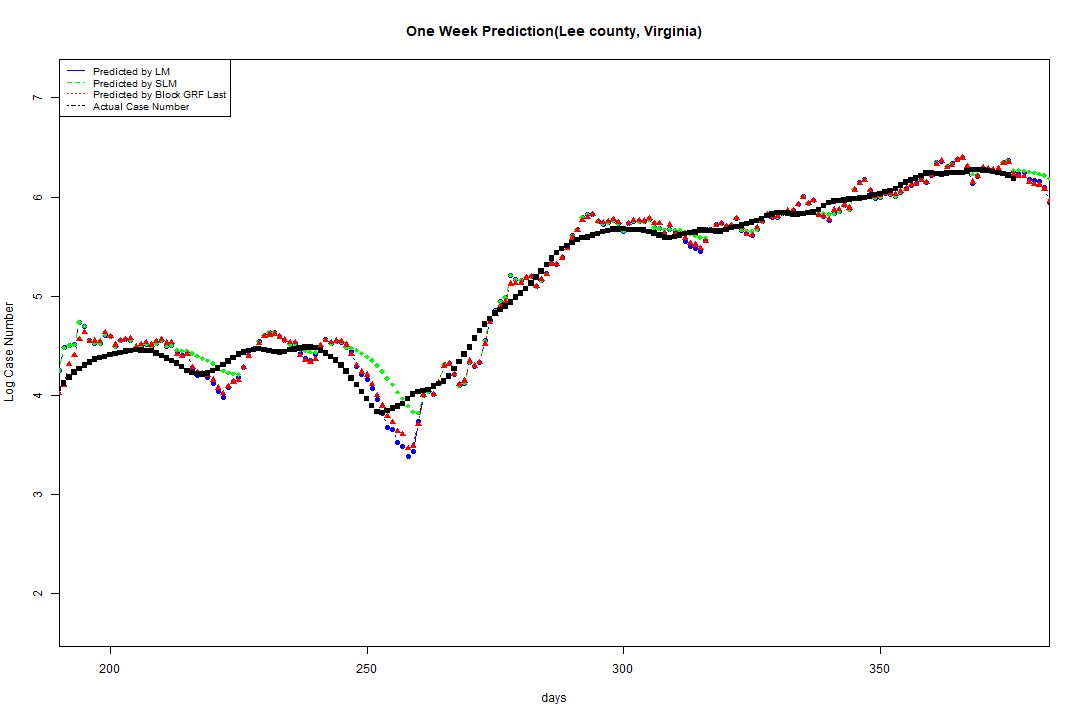 One Week Prediction(Lee county, Virginia)
Predicted by LM
Predicted by SLM
Predicted by Block GRF Last
Actual Case Number
7
6
5
4
3
2
Log Case Number
200 250 300 350
days